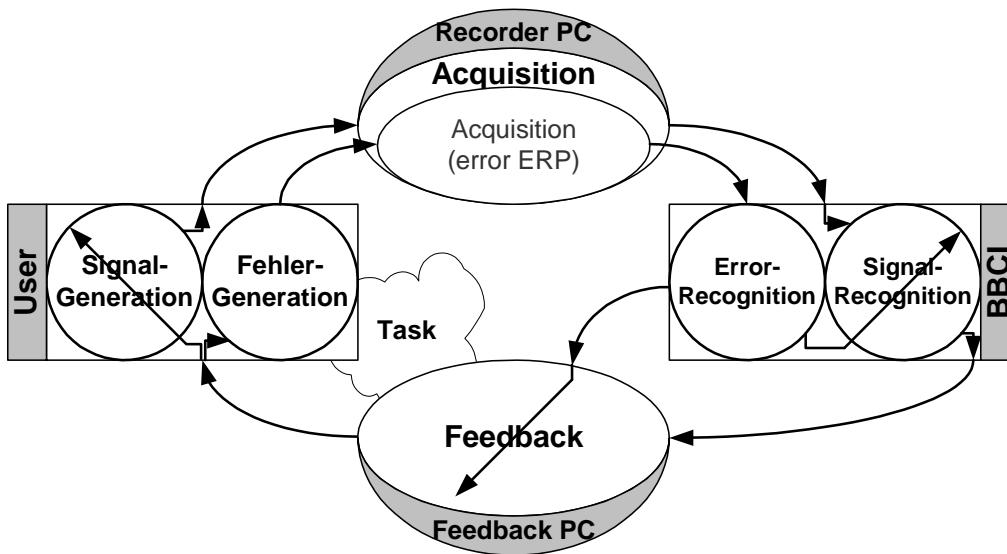 Recorder PC
Acquisition
Acquisition
(error ERP)
User
Signal-
Generation
Fehler-
Generation
Task
Error-
Recognition
Signal-
Recognition
BBCI
Feedback
Feedback PC